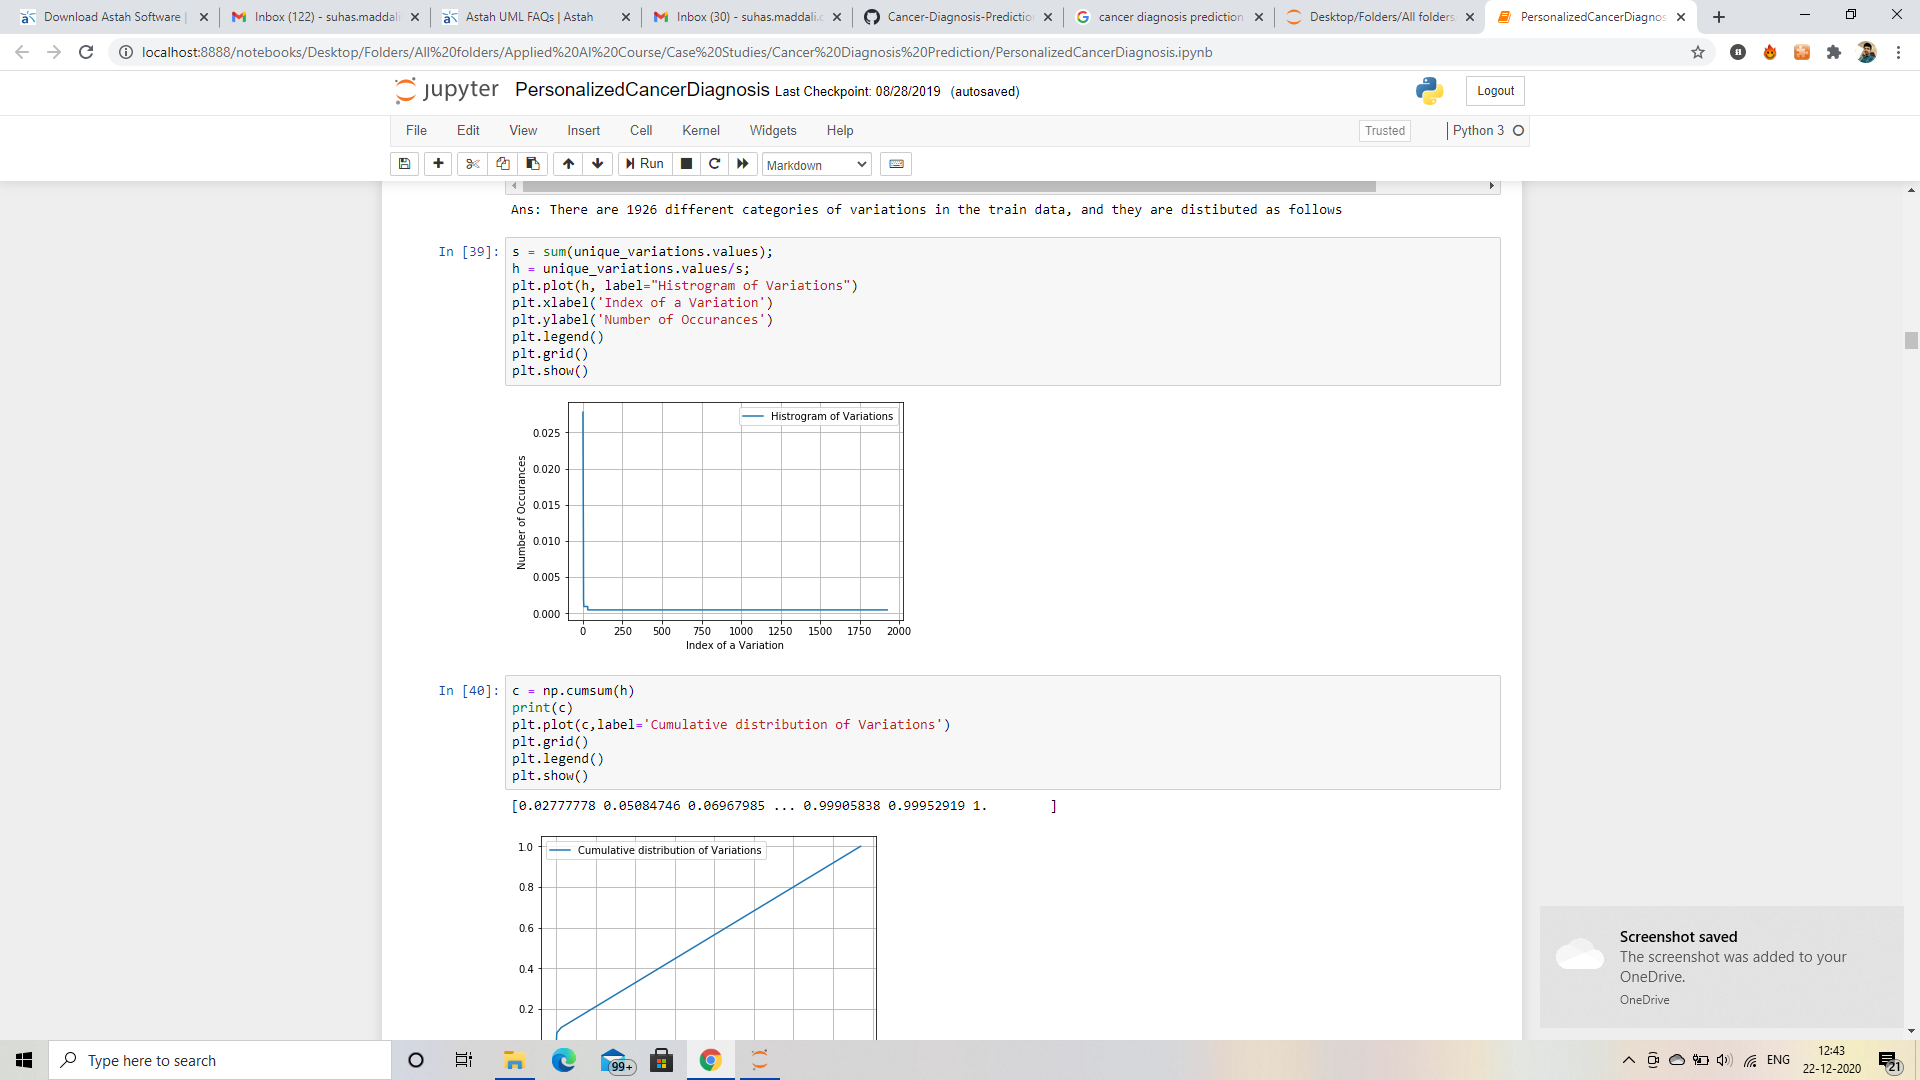 Download Astah Software |
Inbox (122) - suhas.maddali
Astah UML FAQs | Astah
Inbox (30) - suhas.maddali.c
Cancer-Diagnosis-Prediction
cancer diagnosis prediction
Desktop/Folders/All folders
PersonalizedCancerDiagnos
localhost:8888/notebooks/Desktop/Folders/All%20folders/Applied%20AI%20Course/Case%20Studies/Cancer%20Diagnosis%20Prediction/PersonalizedCancerDiagnosis.ipynb
jupyter PersonalizedCancerDiagnosis Last Checkpoint: 08/28/2019 (autosaved)
Logout
File Edit View Insert Cell Kernel Widgets Help
Trusted
Python 3
Run
Markdown
Ans: There are 1926 different categories of variations in the train data, and they are distibuted as follows
In [39]:
s = sum(unique_variations.values);
h = unique_variations.values/s;
plt.plot(h, label="Histrogram of Variations")
plt.xlabel('Index of a Variation')
plt.ylabel('Number of Occurances')
plt.legend()
plt.grid()
plt.show()
Histrogram of Variations
0.025
0.020
0.015
0.010
0.005
0.000
Number of Occurances
0 250 500 750 1000 1250 1500 1750 2000
Index of a Variation
In [40]:
c = np.cumsum(h)
print(c)
plt.plot(c,label='Cumulative distribution of Variations')
plt.grid()
plt.legend()
plt.show()
[0.02777778 0.05084746 0.06967985 ... 0.99905838 0.99952919 1.        ]
Cumulative distribution of Variations
1.0
0.8
0.6
0.4
0.2
Screenshot saved
The screenshot was added to your
OneDrive.
OneDrive
Type here to search
99+
ENG
12:43
22-12-2020
21